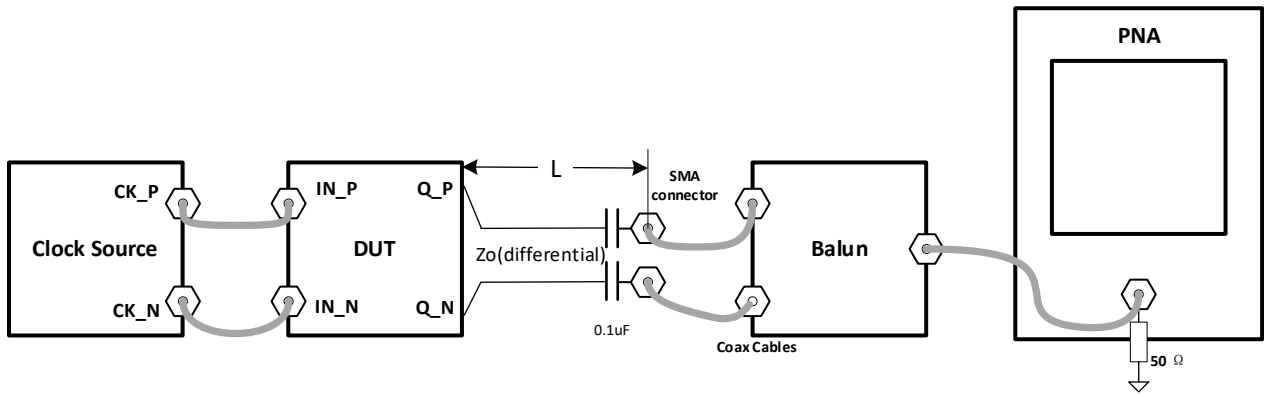 PNA
L
SMA
connector
CK_P
IN_P
Q_P
Clock Source
DUT
Zo(differential)
Balun
CK_N
IN_N
Q_N
0.1uF
Coax Cables
50 Ω